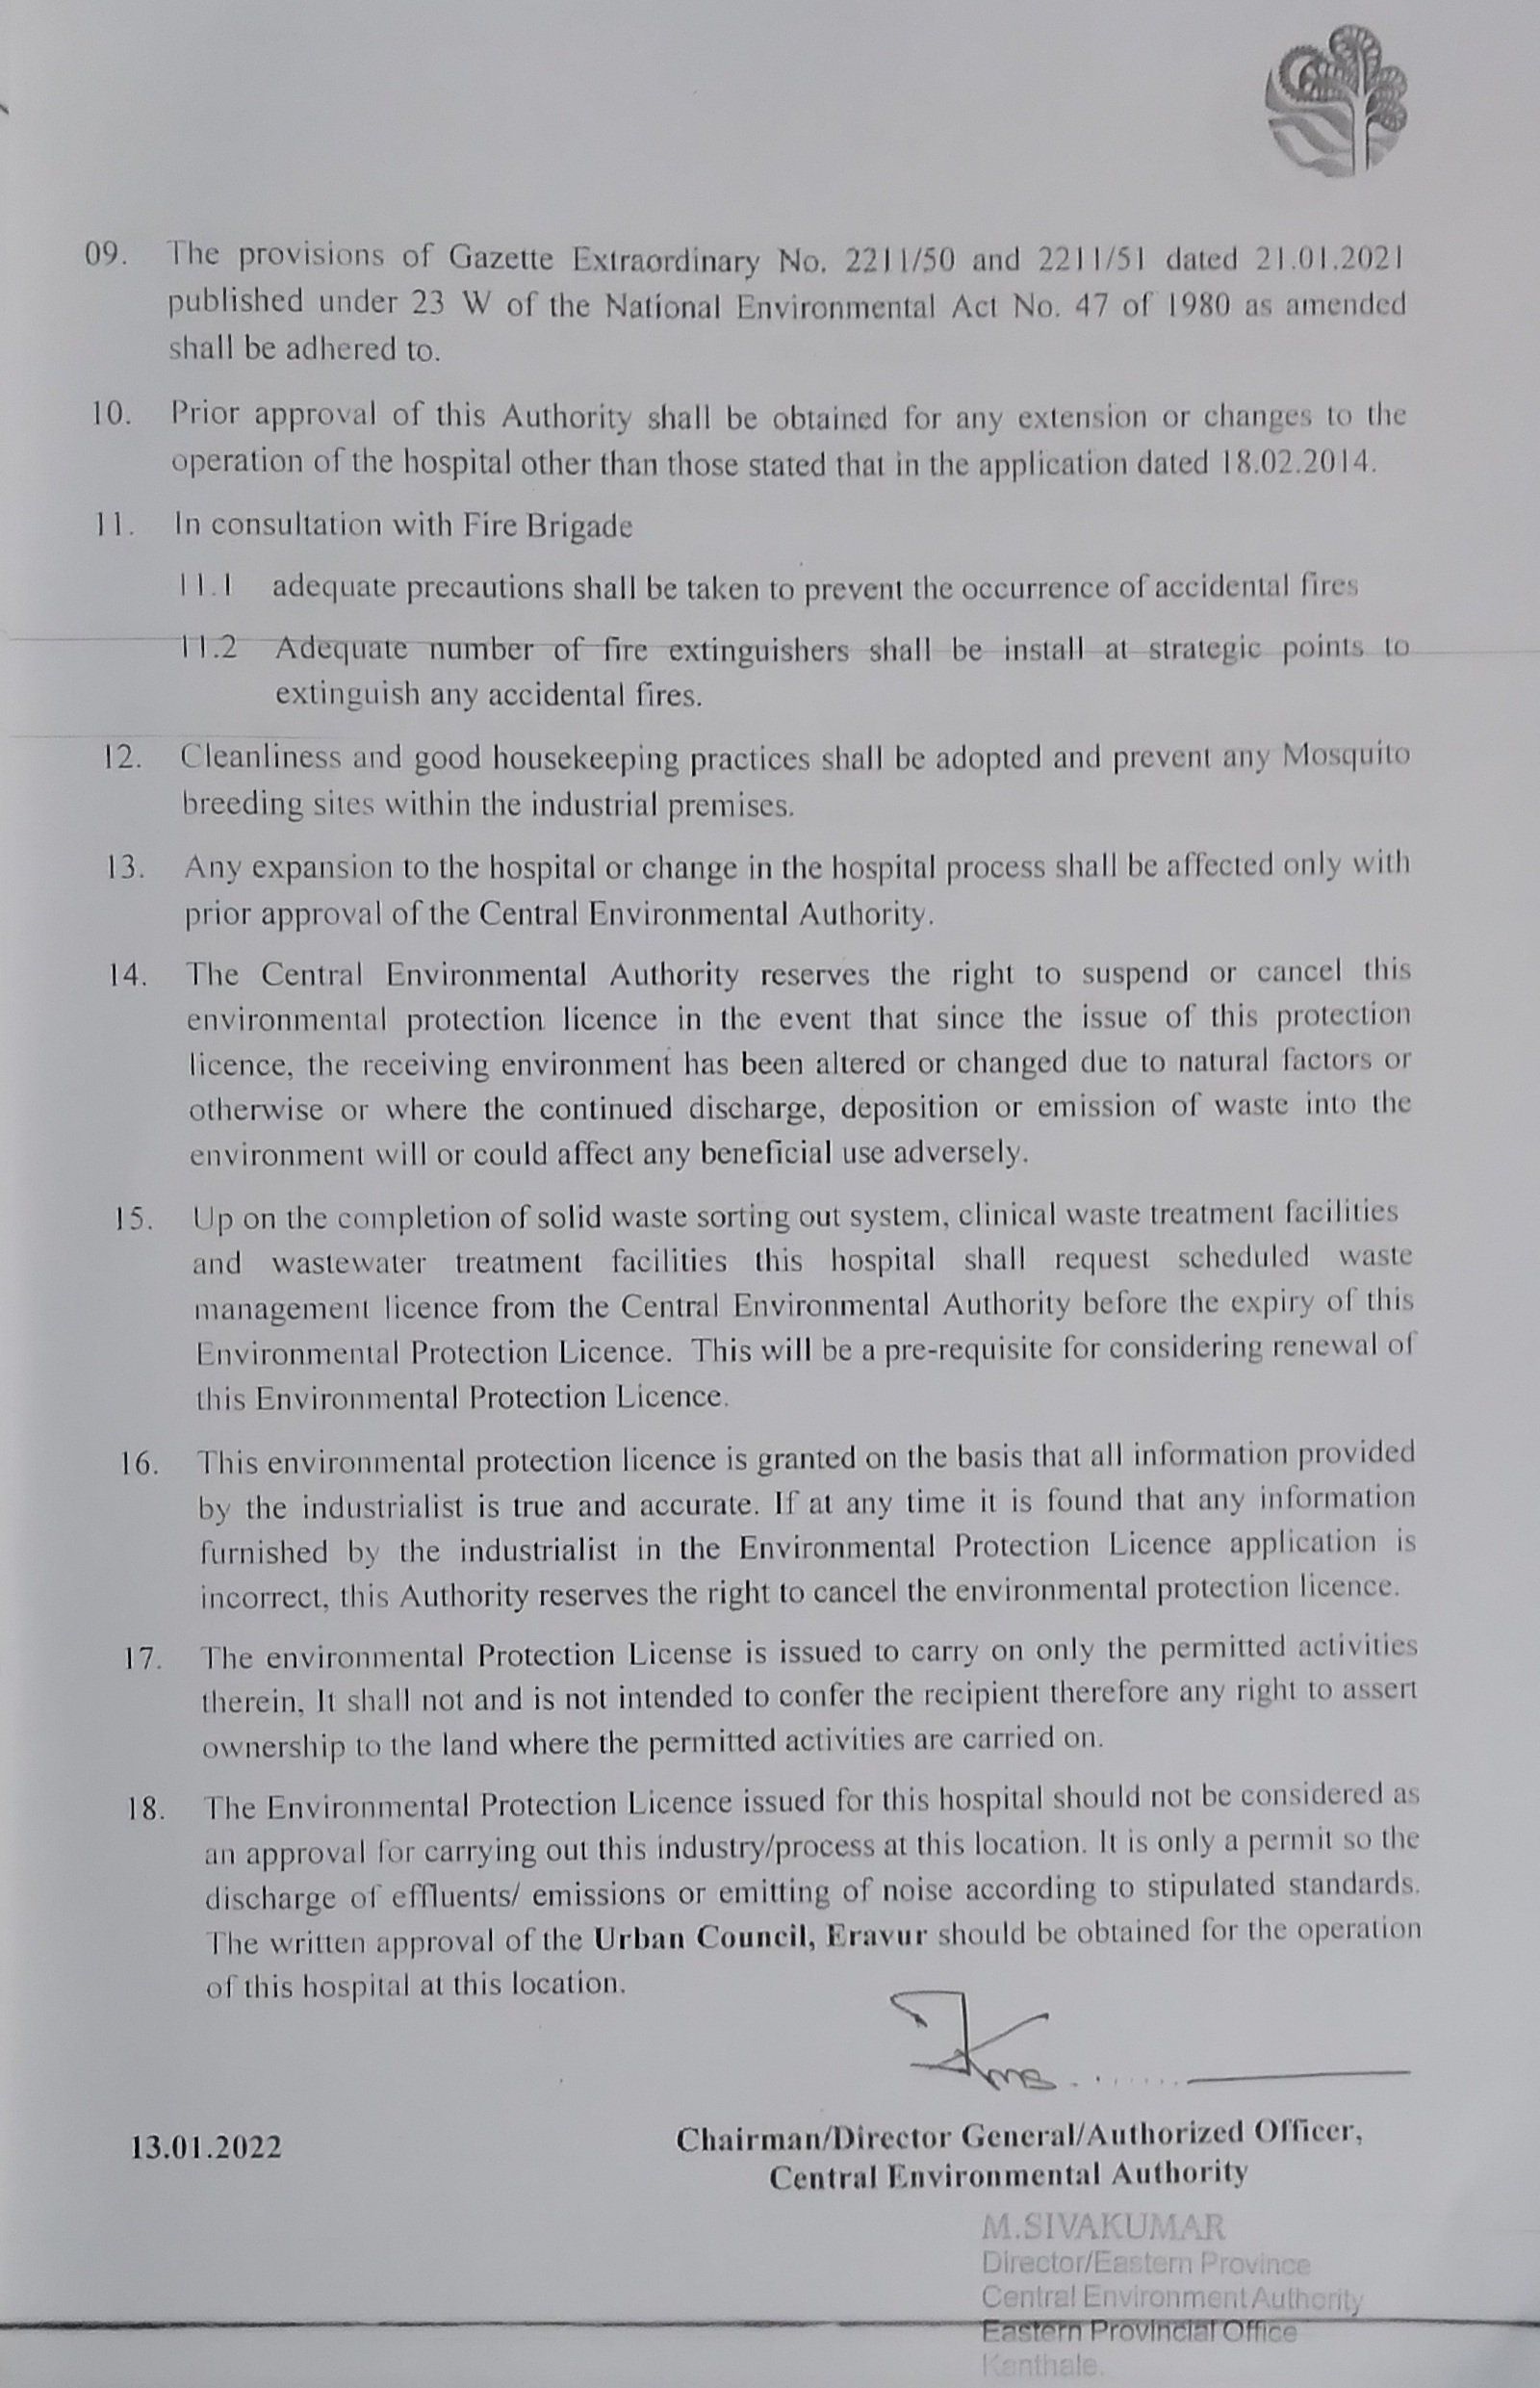 09. The provisions of Gazette Extraordinary No. 2211/50 and 2211/51 dated 21.01.2021
published under 23 W of the National Environmental Act No. 47 of 1980 as amended
shall be adhered to.
10. Prior approval of this Authority shall be obtained for any extension or changes to the
operation of the hospital other than those stated that in the application dated 18.02.2014.
11. In consultation with Fire Brigade
11.1 adequate precautions shall be taken to prevent the occurrence of accidental fires
11.2 Adequate number of fire extinguishers shall be install at strategic points to
extinguish any accidental fires.
12. Cleanliness and good housekeeping practices shall be adopted and prevent any Mosquito
breeding sites within the industrial premises.
13. Any expansion to the hospital or change in the hospital process shall be affected only with
prior approval of the Central Environmental Authority.
14. The Central Environmental Authority reserves the right to suspend or cancel this
environmental protection licence in the event that since the issue of this protection
licence, the receiving environment has been altered or changed due to natural factors or
otherwise or where the continued discharge, deposition or emission of waste into the
environment will or could affect any beneficial use adversely.
15. Up on the completion of solid waste sorting out system, clinical waste treatment facilities
and wastewater treatment facilities this hospital shall request scheduled waste
management licence from the Central Environmental Authority before the expiry of this
Environmental Protection Licence. This will be a pre-requisite for considering renewal of
this Environmental Protection Licence.
16. This environmental protection licence is granted on the basis that all information provided
by the industrialist is true and accurate. If at any time it is found that any information
furnished by the industrialist in the Environmental Protection Licence application is
incorrect, this Authority reserves the right to cancel the environmental protection licence.
17. The environmental Protection License is issued to carry on only the permitted activities
therein, It shall not and is not intended to confer the recipient therefore any right to assert
ownership to the land where the permitted activities are carried on.
18. The Environmental Protection Licence issued for this hospital should not be considered as
an approval for carrying out this industry/process at this location. It is only a permit so the
discharge of effluents/ emissions or emitting of noise according to stipulated standards.
The written approval of the Urban Council, Eravur should be obtained for the operation
of this hospital at this location.
13.01.2022
Chairman/Director General/Authorized Officer,
Central Environmental Authority
M.SIVAKUMAR
Director/Eastern Province
Central Environment Authority
Eastern Provincial Office
Kanthale.